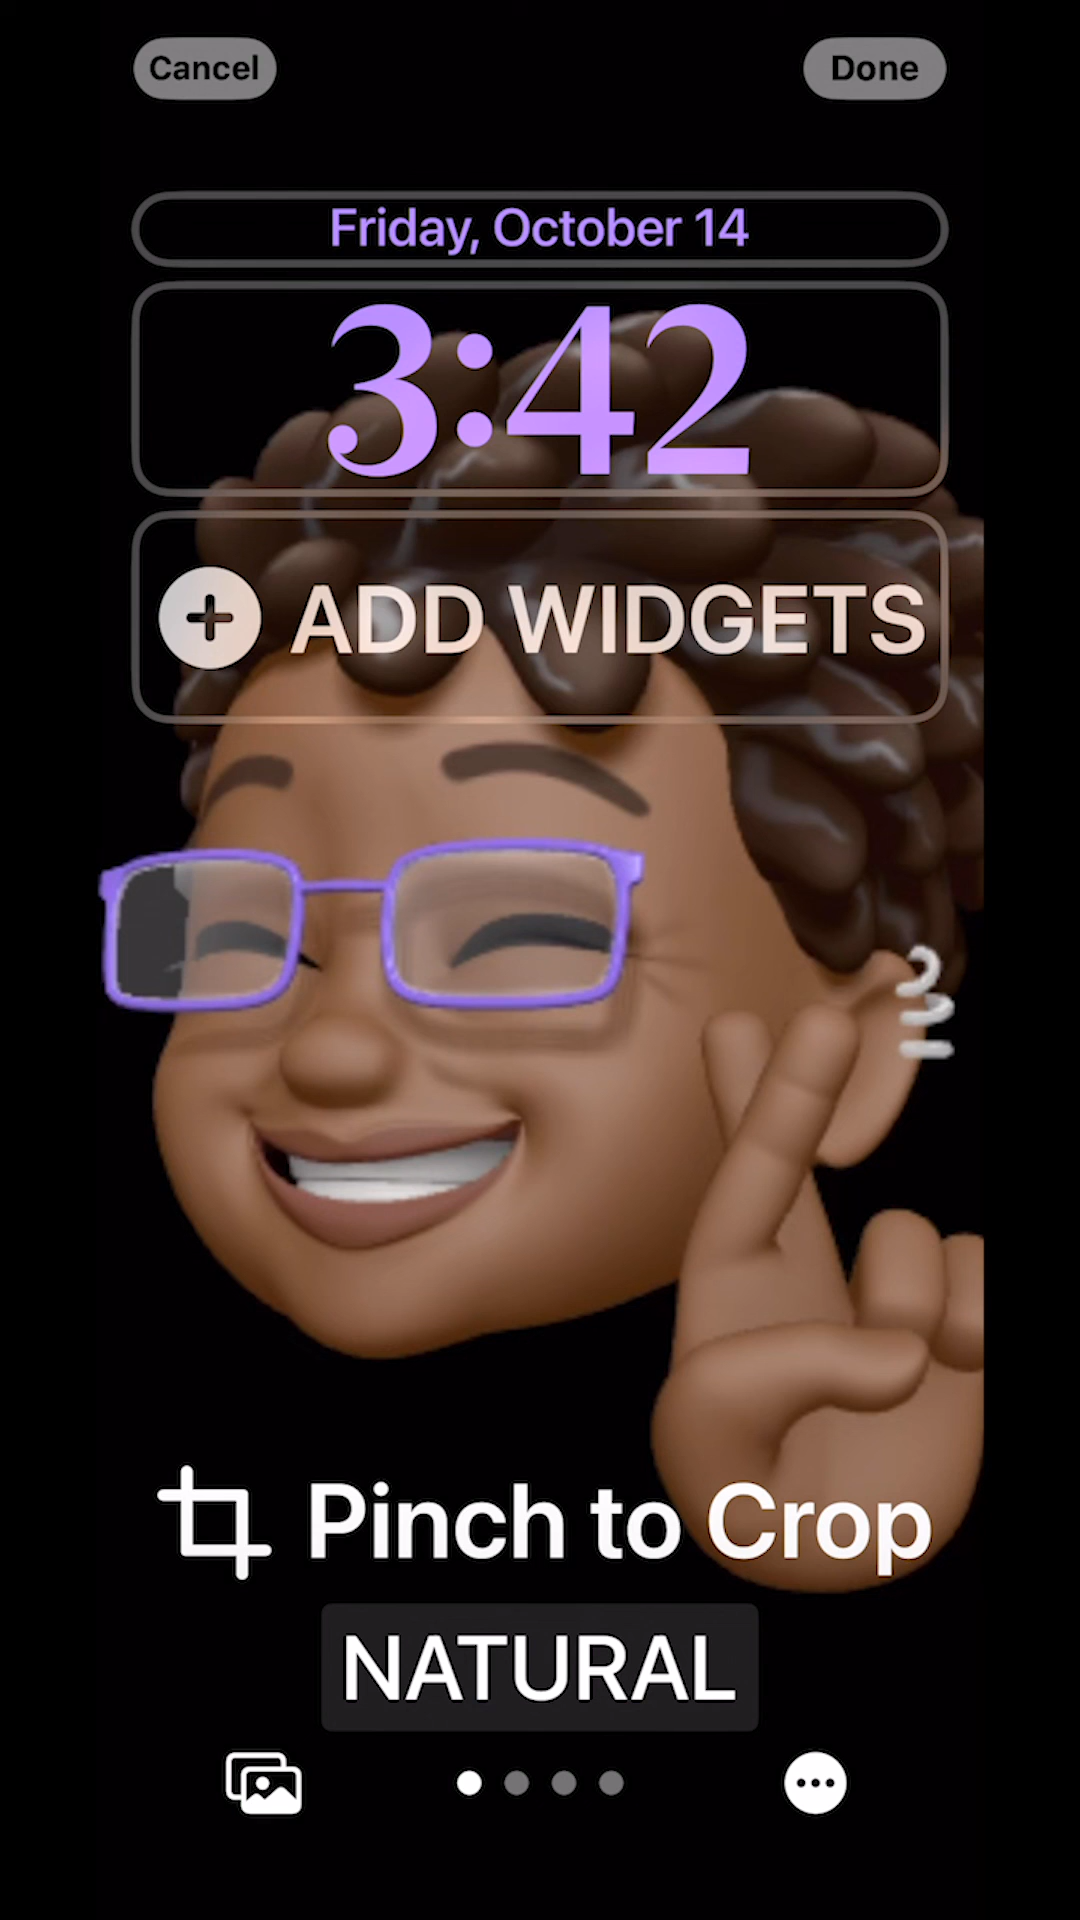 Cancel
Done
Friday, October 14
3:42
ADD WIDGETS
Pinch to Crop
NATURAL